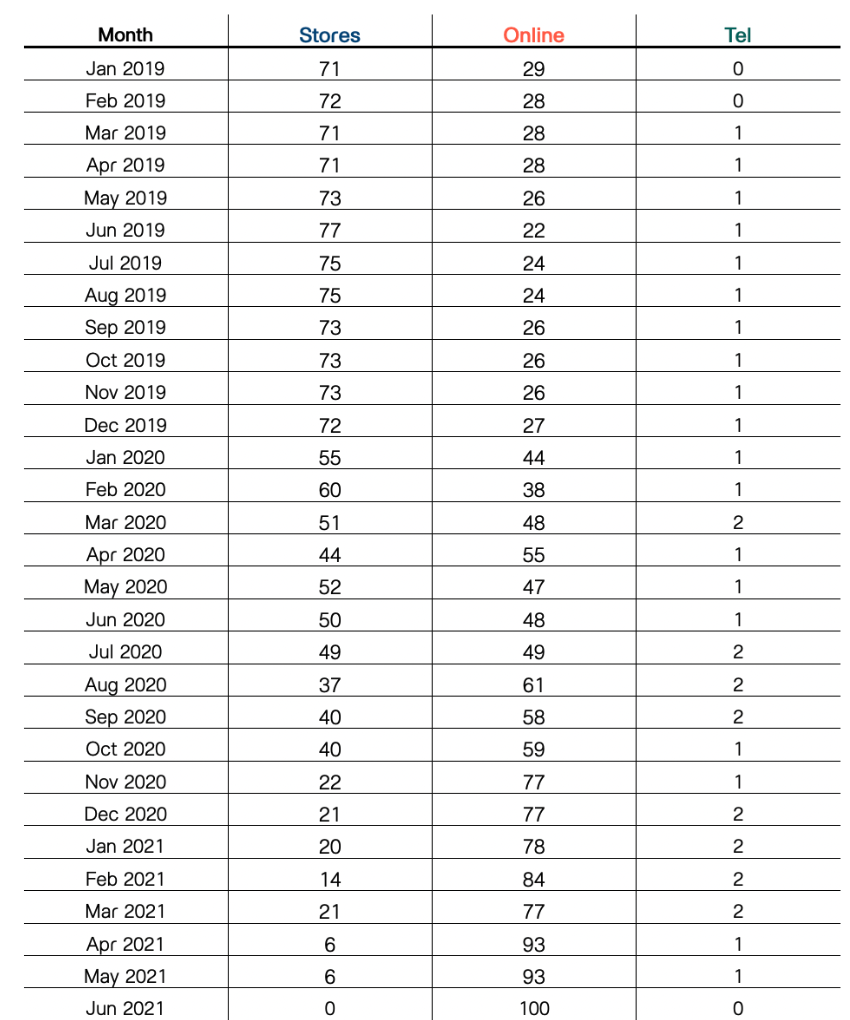 Month Stores Online Tel
Jan 2019 71 29 0
Feb 2019 72 28 0
Mar 2019 71 28 1
Apr 2019 71 28 1
May 2019 73 26 1
Jun 2019 77 22 1
Jul 2019 75 24 1
Aug 2019 75 24 1
Sep 2019 73 26 1
Oct 2019 73 26 1
Nov 2019 73 26 1
Dec 2019 72 27 1
Jan 2020 55 44 1
Feb 2020 60 38 1
Mar 2020 51 48 2
Apr 2020 44 55 1
May 2020 52 47 1
Jun 2020 50 48 1
Jul 2020 49 49 2
Aug 2020 37 61 2
Sep 2020 40 58 2
Oct 2020 40 59 1
Nov 2020 22 77 1
Dec 2020 21 77 2
Jan 2021 20 78 2
Feb 2021 14 84 2
Mar 2021 21 77 2
Apr 2021 6 93 1
May 2021 6 93 1
Jun 2021 0 100 0